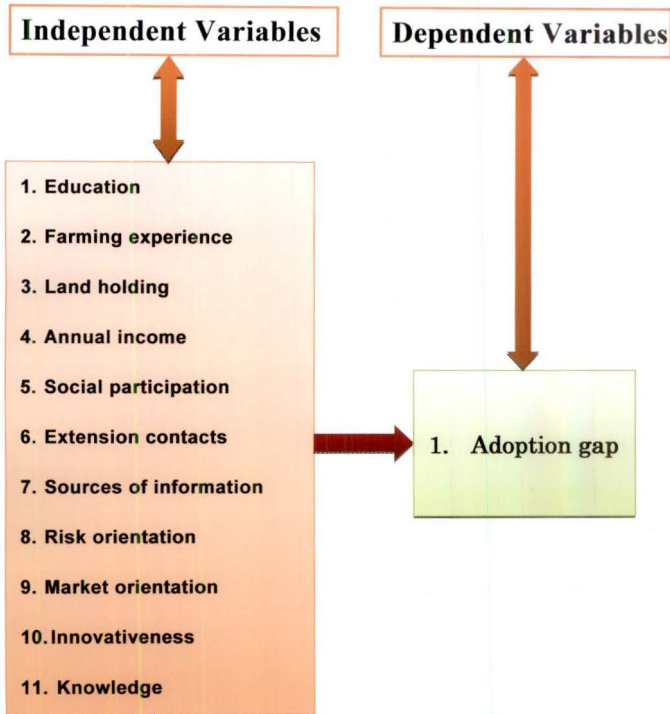 Independent Variables
Dependent Variables
1. Education
2. Farming experience
3. Land holding
4. Annual income
5. Social participation
6. Extension contacts
7. Sources of information
8. Risk orientation
9. Market orientation
10. Innovativeness
11. Knowledge
1. Adoption gap